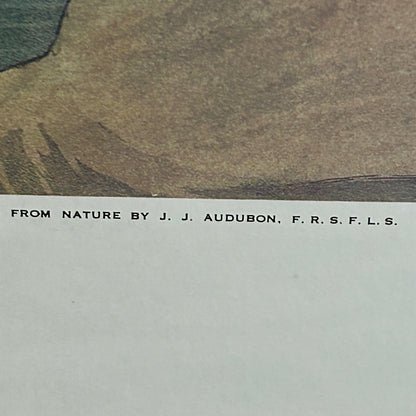 FROM NATURE BY J. J. AUDUBON, F. R. S. F. L. S.